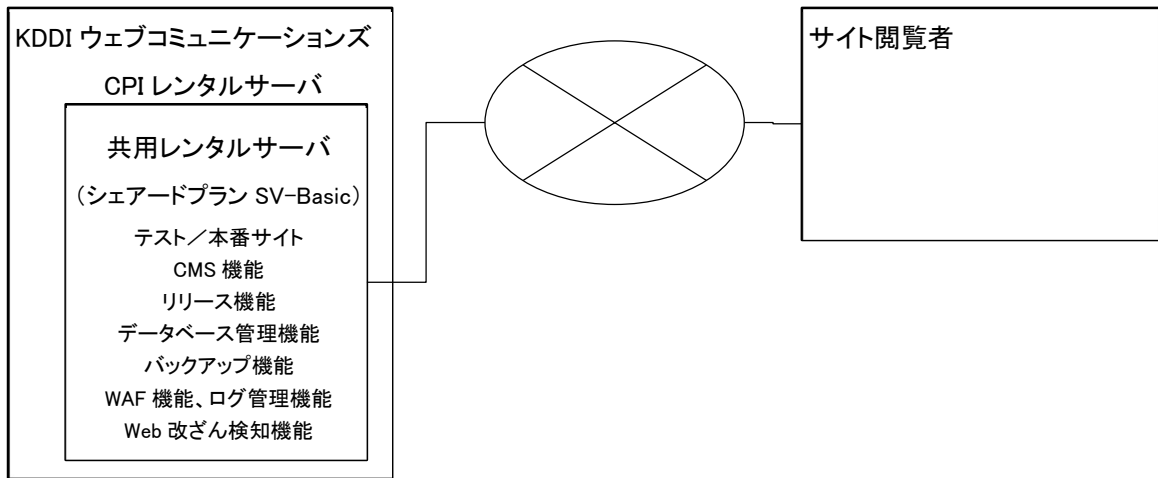 KDDI ウェブコミュニケーションズ
CPI レンタルサーバ
共用レンタルサーバ
（シェアードプラン SV-Basic）
テスト／本番サイト
CMS 機能
リリース機能
データベース管理機能
バックアップ機能
WAF 機能、ログ管理機能
Web 改ざん検知機能
サイト閲覧者